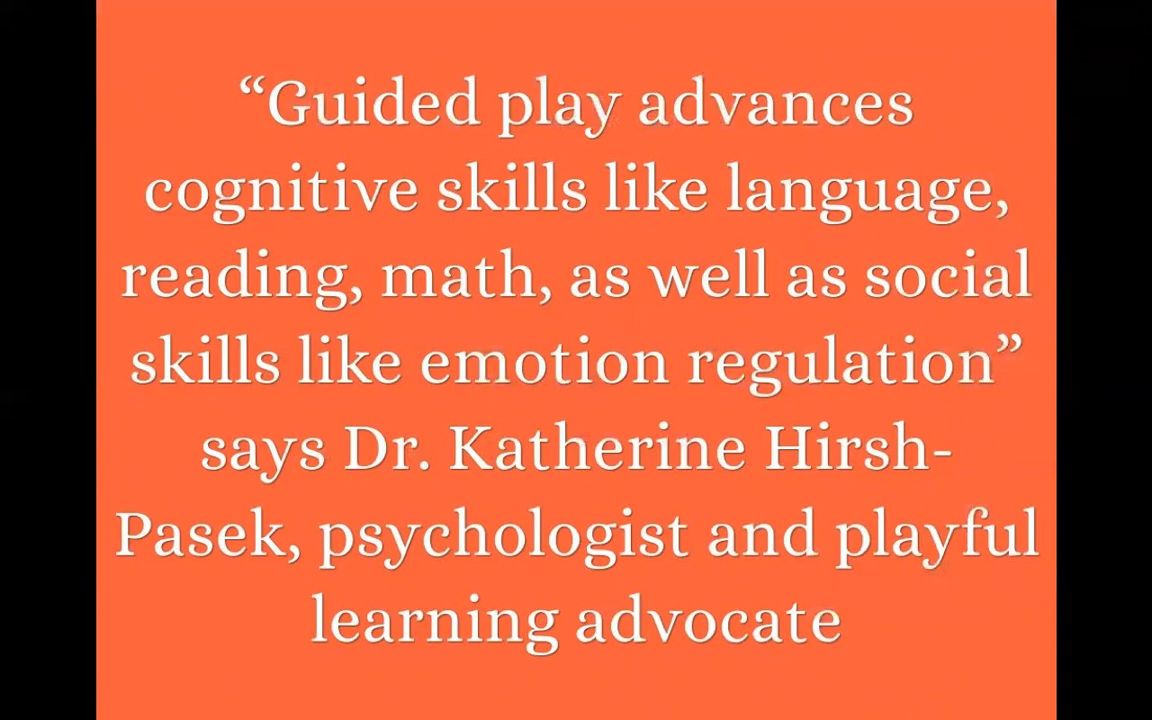 “Guided play advances
cognitive skills like language,
reading, math, as well as social
skills like emotion regulation”
says Dr. Katherine Hirsh-
Pasek, psychologist and playful
learning advocate